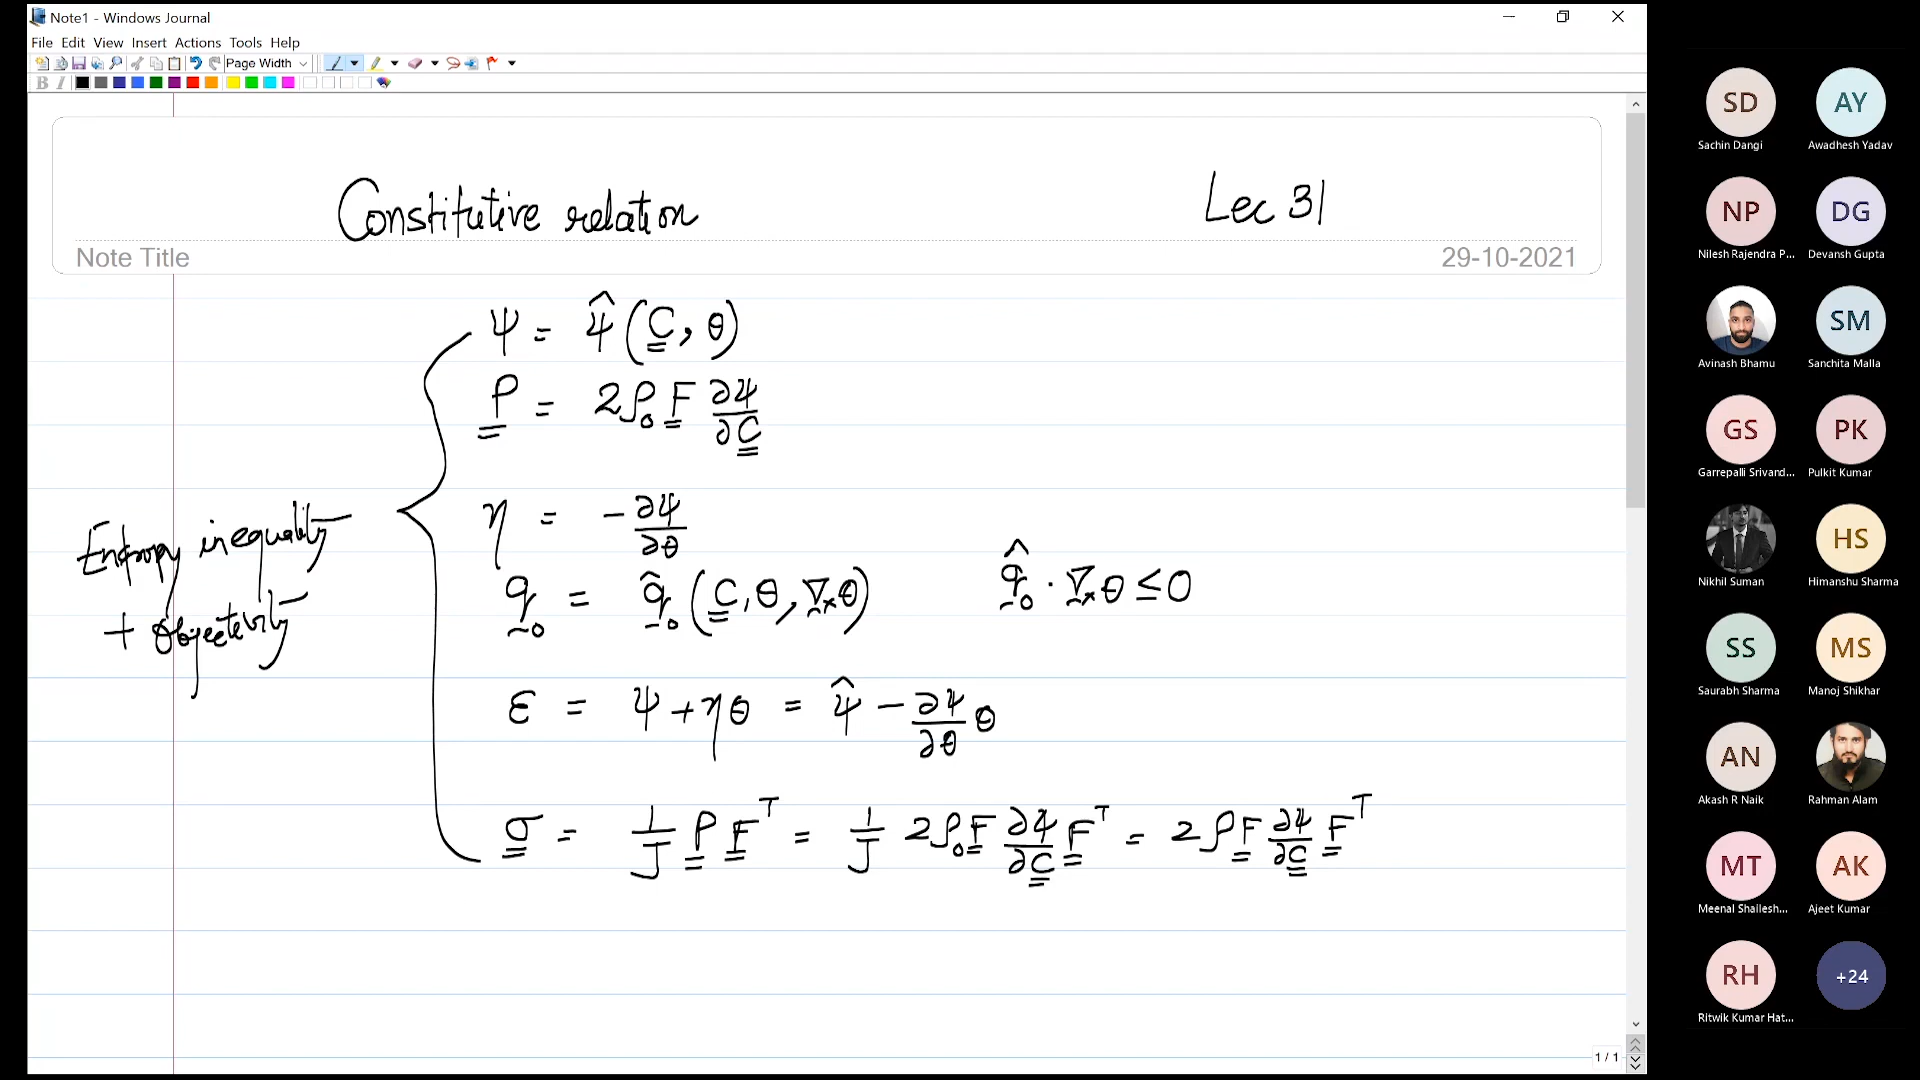 Note1 - Windows Journal
File Edit View Insert Actions Tools Help
Page Width
B I
Constitutive relation Lec 31
Note Title 29-10-2021
ψ = ψ̂ (C, θ)
P = 2ρ₀ F ∂ψ/∂C
η = - ∂ψ/∂θ
Entropy inequality
+ Objectivity
q₀ = q̂₀ (C, θ, ∇ₓθ) q̂₀ · ∇ₓθ ≤ 0
ε = ψ + ηθ = ψ̂ - ∂ψ/∂θ θ
σ = 1/J P Fᵀ = 1/J 2ρ₀ F ∂ψ/∂C Fᵀ = 2ρ F ∂ψ/∂C Fᵀ
1 / 1
SD AY
Sachin Dangi Awadhesh Yadav
NP DG
Nilesh Rajendra P... Devansh Gupta
SM
Avinash Bhamu Sanchita Malla
GS PK
Garrepalli Srivand... Pulkit Kumar
HS
Nikhil Suman Himanshu Sharma
SS MS
Saurabh Sharma Manoj Shikhar
AN
Akash R Naik Rahman Alam
MT AK
Meenal Shailesh... Ajeet Kumar
RH +24
Ritwik Kumar Hat...